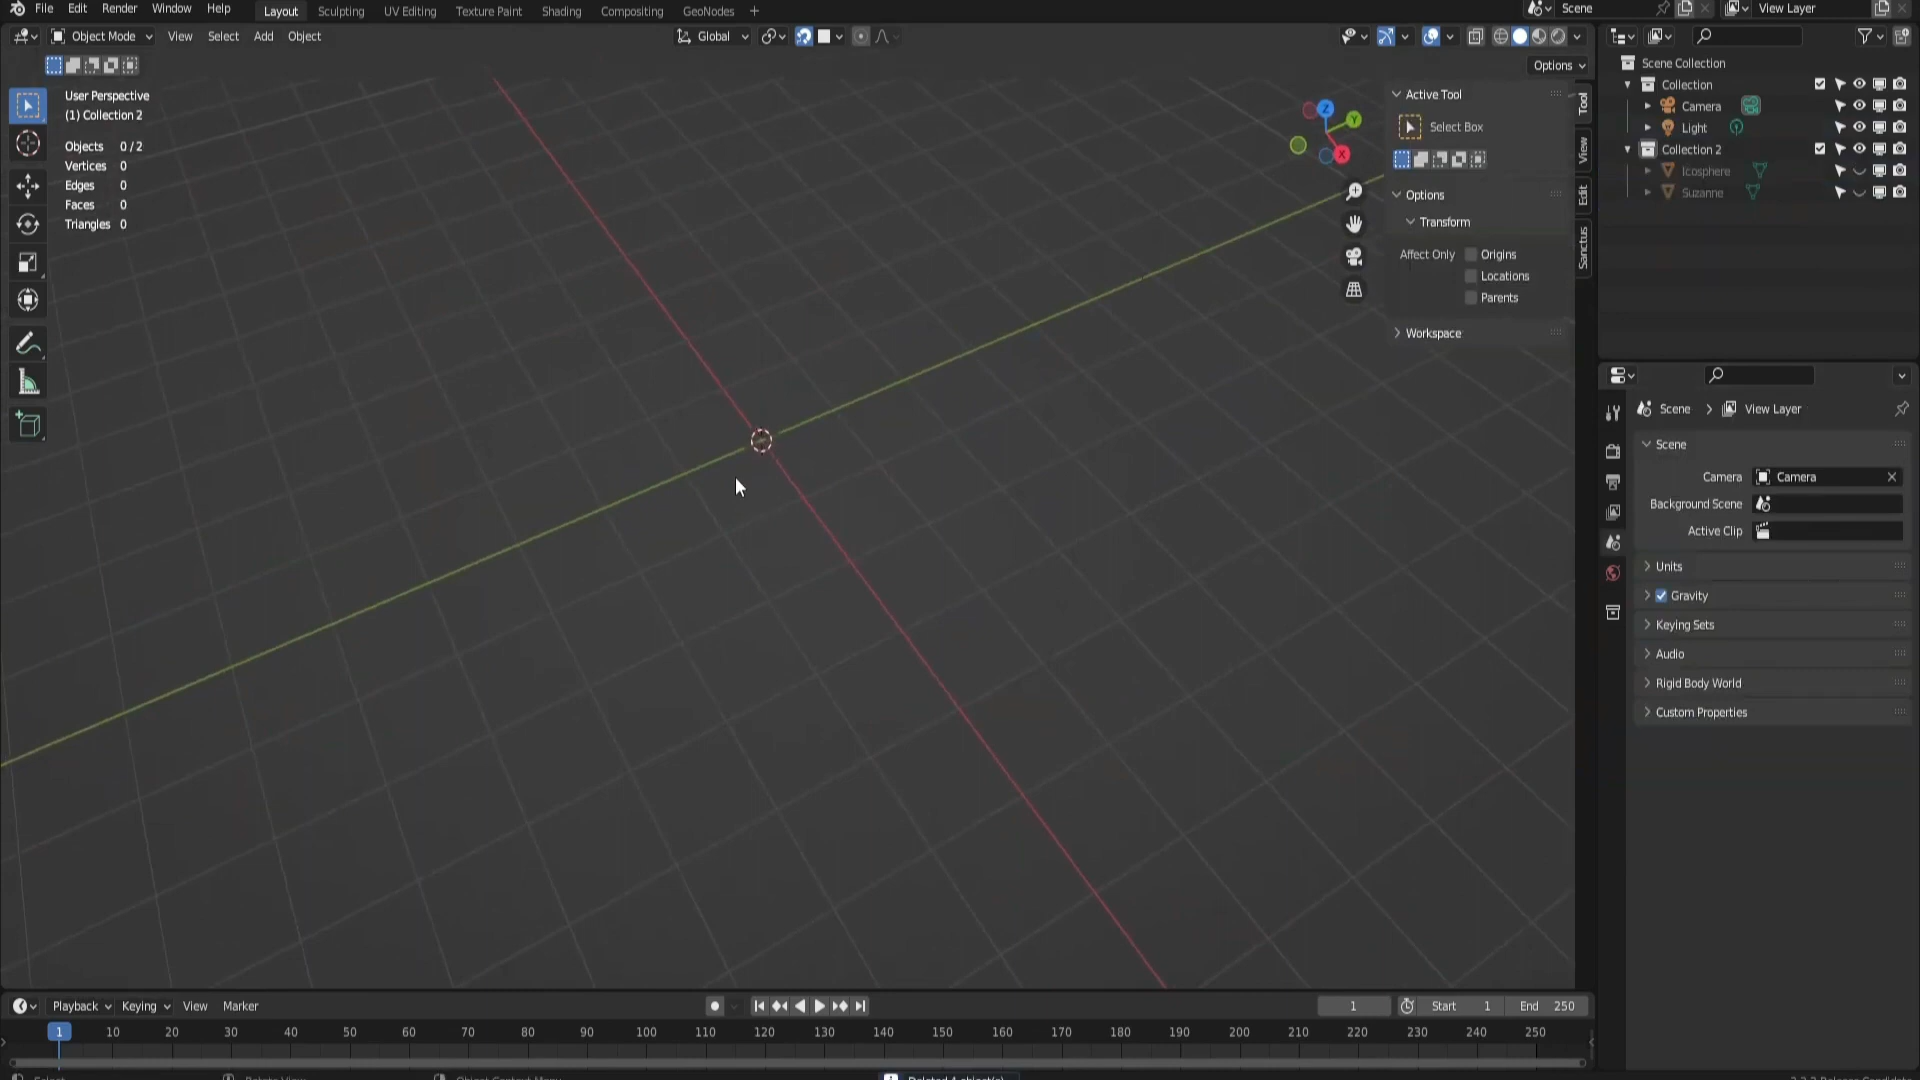 File Edit Render Window Help Layout Sculpting UV Editing Texture Paint Shading Compositing GeoNodes + Scene View Layer
Object Mode View Select Add Object Global
Options
User Perspective
(1) Collection 2
Objects 0 / 2
Vertices 0
Edges 0
Faces 0
Triangles 0
Z
Y
X
Active Tool
Select Box
Options
Transform
Affect Only Origins
Locations
Parents
Workspace
Tool
View
Edit
Sanctus
Scene Collection
Collection
Camera
Light
Collection 2
Icosphere
Suzanne
Scene > View Layer
Scene
Camera Camera
Background Scene
Active Clip
Units
Gravity
Keying Sets
Audio
Rigid Body World
Custom Properties
Playback Keying View Marker 1 Start 1 End 250
1 10 20 30 40 50 60 70 80 90 100 110 120 130 140 150 160 170 180 190 200 210 220 230 240 250